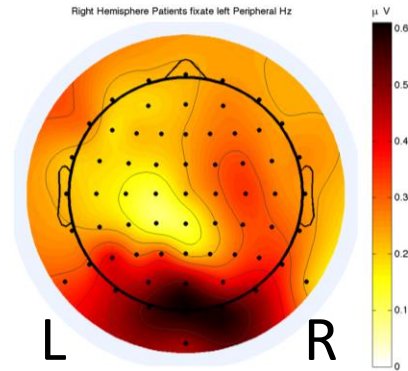 Right Hemisphere Patients fixate left Peripheral Hz
μ V
0.6
0.5
0.4
0.3
0.2
0.1
0
L
R